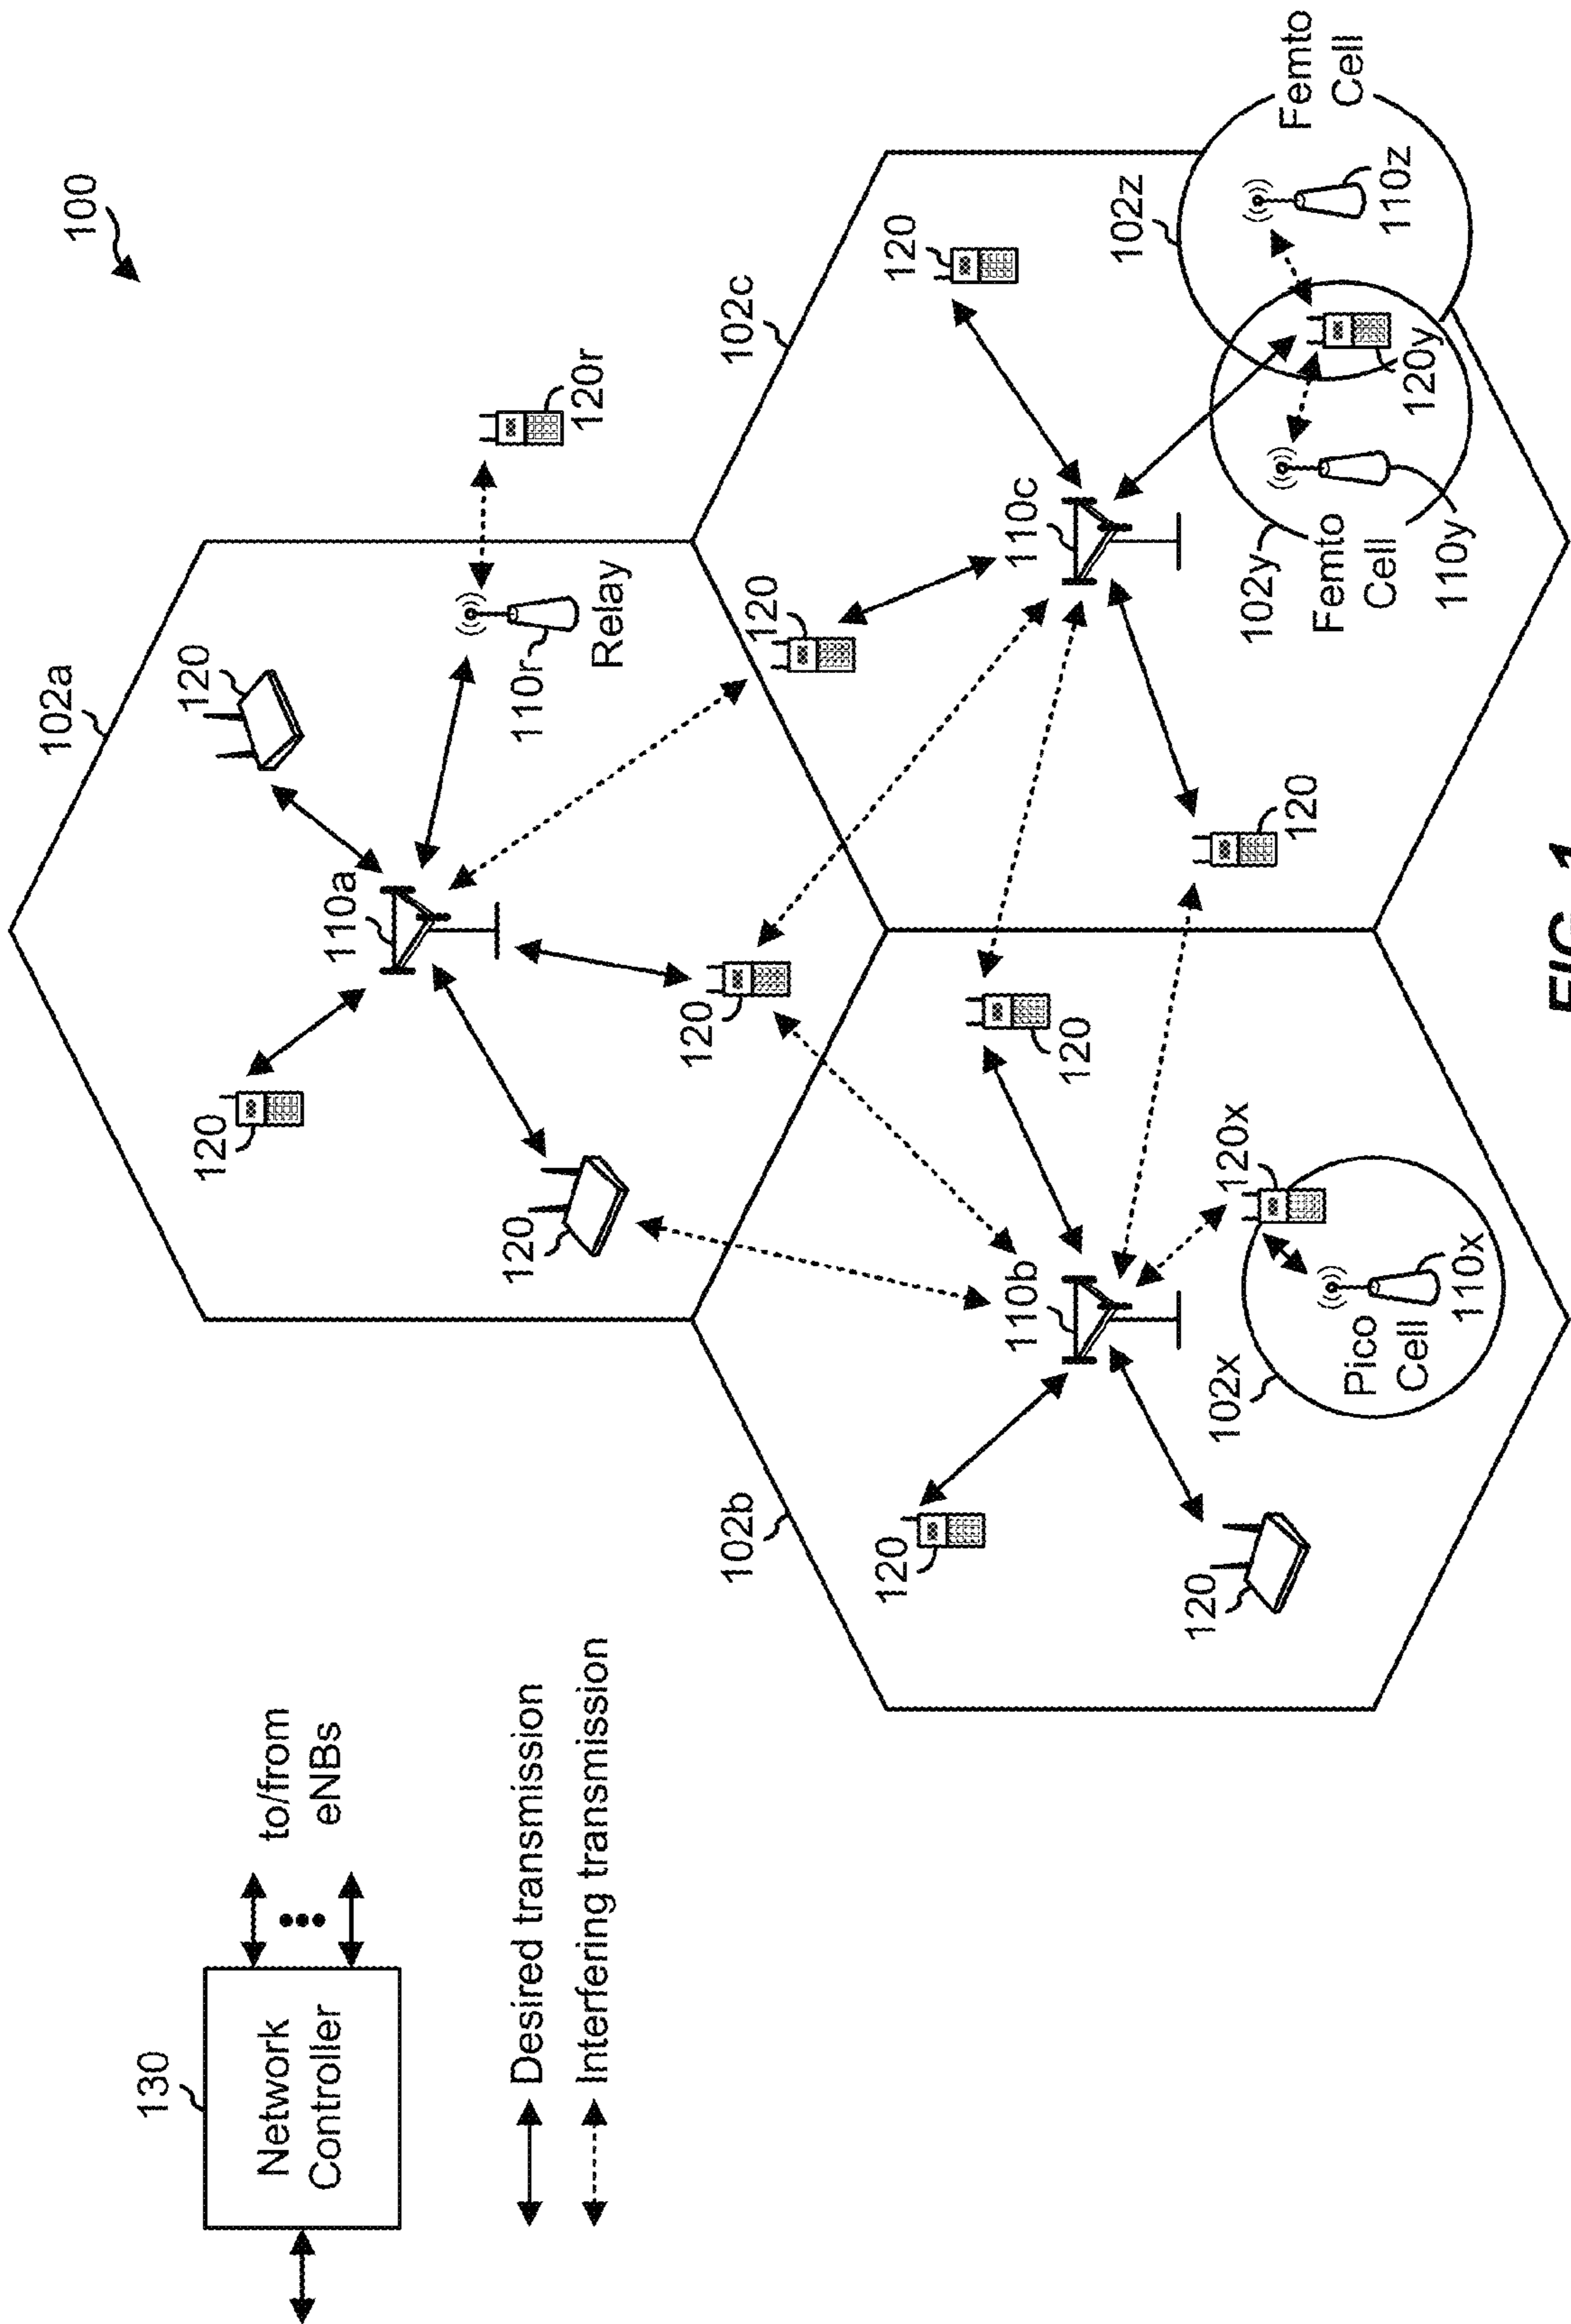 100
130
Network
Controller
to/from
eNBs
Desired transmission
Interfering transmission
102a
120
120
110a
120
120
110r
Relay
120r
102b
120
120
110b
120
120x
102x
Pico
Cell
110x
102c
120
120
110c
120
120y
102y
Femto
Cell
110y
102z
110z
Femto
Cell
FIG. 1